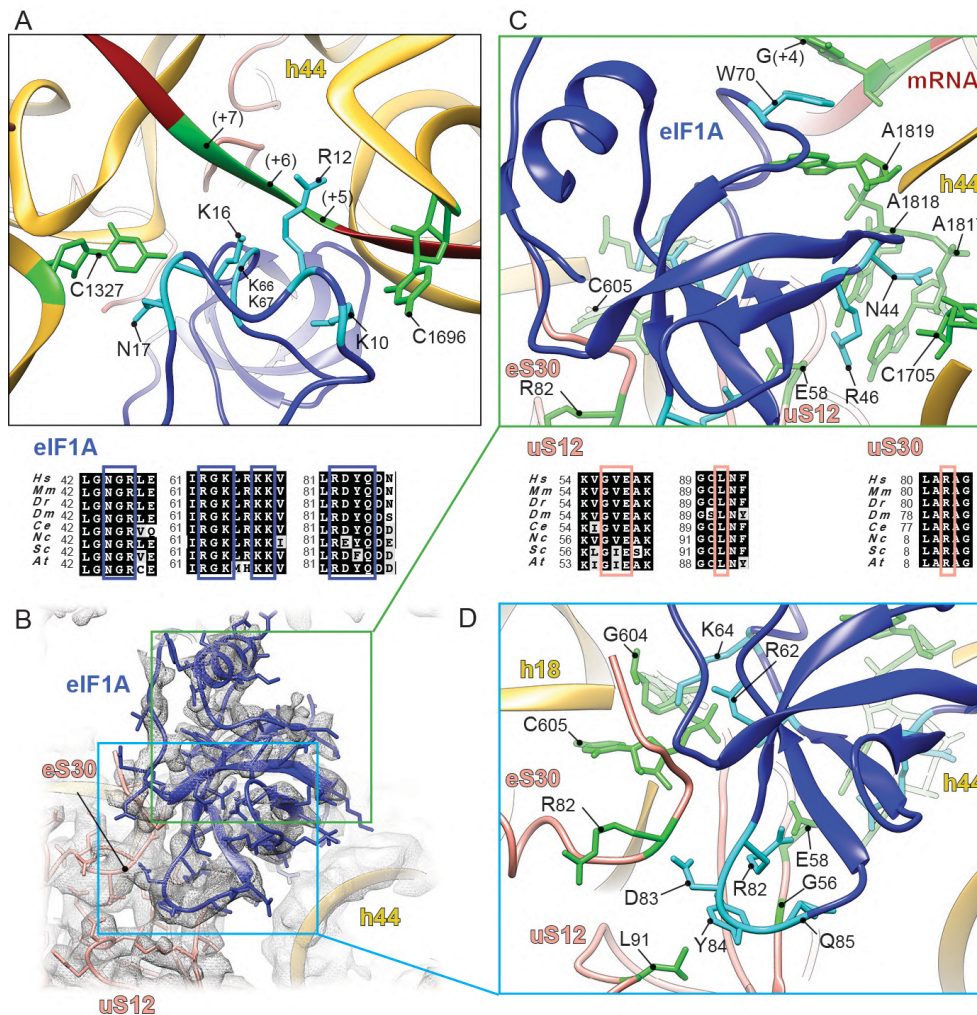 A
h44
(+7)
(+6)
R12
(+5)
K16
K66
K67
C1327
N17
K10
C1696
C
G(+4)
W70
mRNA
eIF1A
A1819
h44
A1818
A1817
C605
N44
eS30
R82
E58
R46
C1705
uS12
eIF1A
Hs 42 LGNGRLE 61 IRGKLRKKV 81 LRDYQDN
Mm 42 LGNGRLE 61 IRGKLRKKV 81 LRDYQDN
Dr 42 LGNGRLE 61 IRGKLRKKV 81 LRDYQDN
Dm 42 LGNGRLE 61 IRGKLRKKV 81 LRDYQDS
Ce 42 LGNGRVQ 61 IRGKLRKKV 81 LRDYQDD
Nc 42 LGNGRLE 61 IRGKLRKKI 81 LREYQDE
Sc 42 LGNGRVE 61 IRGKLRKKV 81 LRDFQDD
At 42 LGNGRCE 61 IRGKMHKKV 81 LRDYQDD
uS12
uS30
Hs 54 KVGVEAK 89 GCLNF
Mm 54 KVGVEAK 89 GCLNF
Dr 54 KVGVEAK 89 GCLNF
Dm 54 KVGVEAK 89 GSLNY
Ce 54 KIGVEAK 89 GCLNF
Nc 56 KVGVEAK 91 GCLNF
Sc 56 KLGIESK 91 GCLNF
At 53 KIGIEAK 88 GCLNY
Hs 80 LARAG
Mm 80 LARAG
Dr 80 LARAG
Dm 78 LARAG
Ce 77 LARAG
Nc 8 LARAG
Sc 8 LARAG
At 8 LARAG
B
eIF1A
eS30
h44
uS12
D
G604
K64
R62
h18
C605
eS30
h44
R82
E58
D83
R82
G56
uS12
L91
Y84
Q85